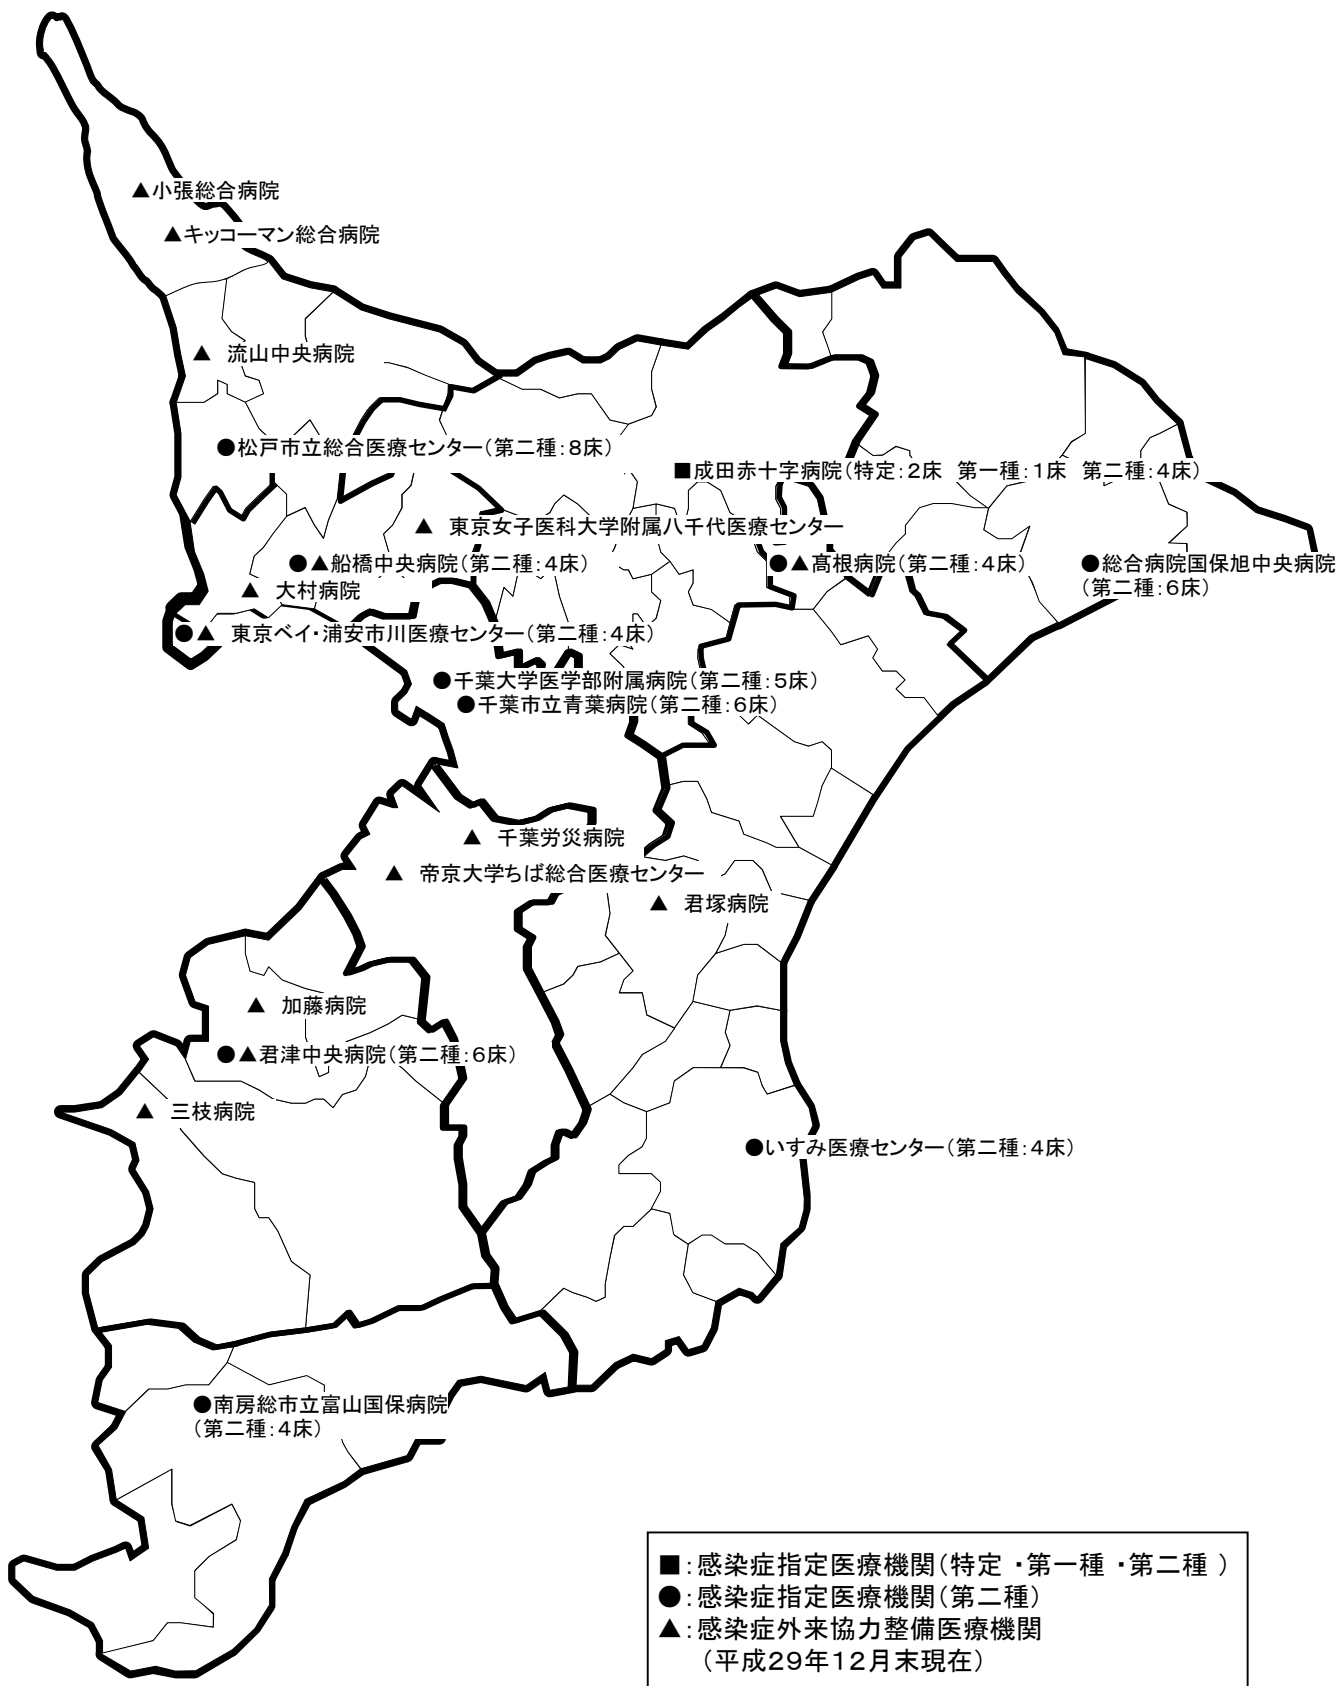 ▲小張総合病院
▲キッコーマン総合病院
▲ 流山中央病院
●松戸市立総合医療センター(第二種:8床)
■成田赤十字病院(特定:2床 第一種:1床 第二種:4床)
▲ 東京女子医科大学附属八千代医療センター
●▲船橋中央病院(第二種:4床)
●▲髙根病院(第二種:4床)
●総合病院国保旭中央病院
(第二種:6床)
▲ 大村病院
●▲ 東京ベイ・浦安市川医療センター(第二種:4床)
●千葉大学医学部附属病院(第二種:5床)
●千葉市立青葉病院(第二種:6床)
▲ 千葉労災病院
▲ 帝京大学ちば総合医療センター
▲ 君塚病院
▲ 加藤病院
●▲君津中央病院(第二種:6床)
▲ 三枝病院
●いすみ医療センター(第二種:4床)
●南房総市立富山国保病院
(第二種:4床)
■:感染症指定医療機関(特定 ・第一種 ・第二種 )
●:感染症指定医療機関(第二種)
▲:感染症外来協力整備医療機関
(平成29年12月末現在)